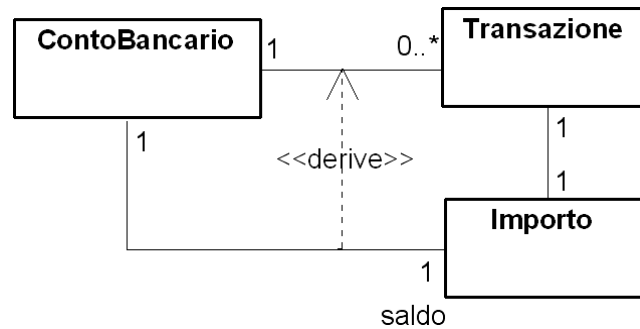 ContoBancario
1
0..*
Transazione
1
<<derive>>
1
1
Importo
1
saldo